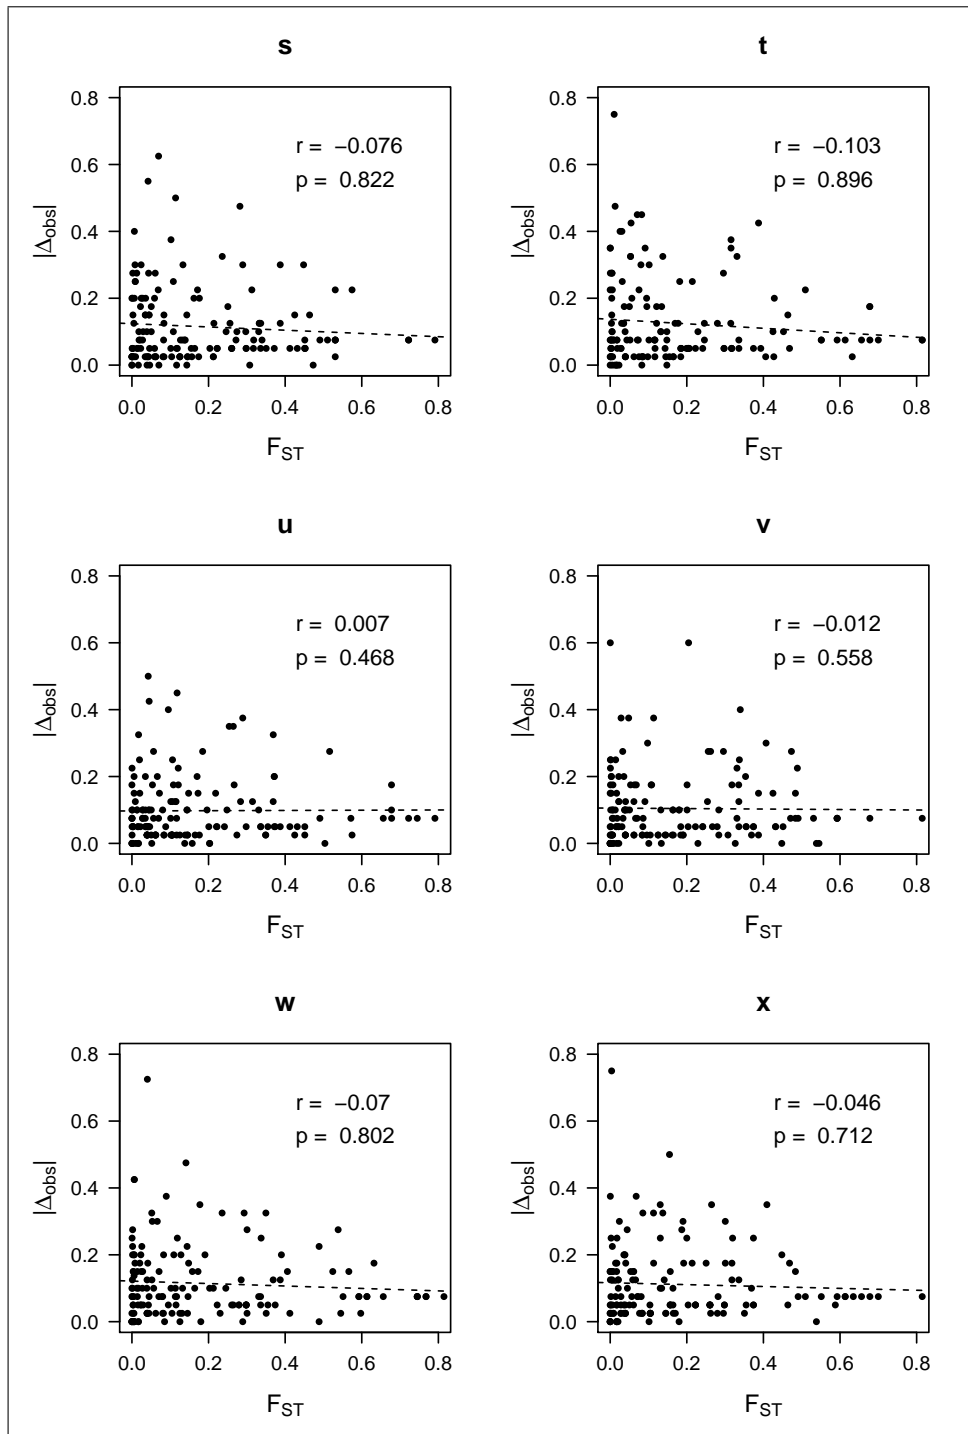 s
0.8
0.6
0.4
0.2
0.0
|Δobs|
r = −0.076
p = 0.822
0.0 0.2 0.4 0.6 0.8
FST
t
0.8
0.6
0.4
0.2
0.0
|Δobs|
r = −0.103
p = 0.896
0.0 0.2 0.4 0.6 0.8
FST
u
0.8
0.6
0.4
0.2
0.0
|Δobs|
r = 0.007
p = 0.468
0.0 0.2 0.4 0.6 0.8
FST
v
0.8
0.6
0.4
0.2
0.0
|Δobs|
r = −0.012
p = 0.558
0.0 0.2 0.4 0.6 0.8
FST
w
0.8
0.6
0.4
0.2
0.0
|Δobs|
r = −0.07
p = 0.802
0.0 0.2 0.4 0.6 0.8
FST
x
0.8
0.6
0.4
0.2
0.0
|Δobs|
r = −0.046
p = 0.712
0.0 0.2 0.4 0.6 0.8
FST